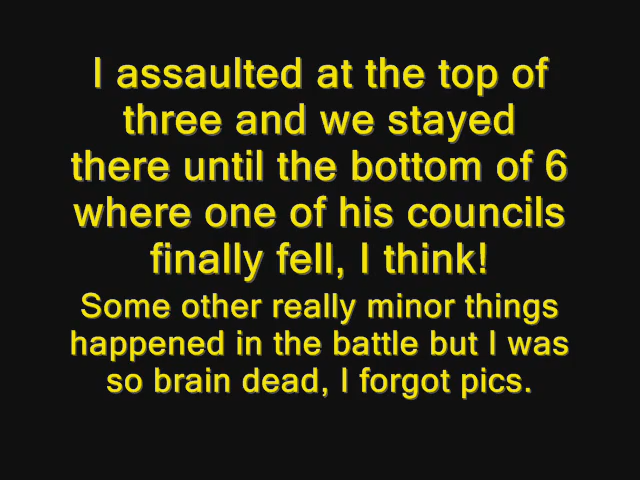 I assaulted at the top of
three and we stayed
there until the bottom of 6
where one of his councils
finally fell, I think!
Some other really minor things
happened in the battle but I was
so brain dead, I forgot pics.